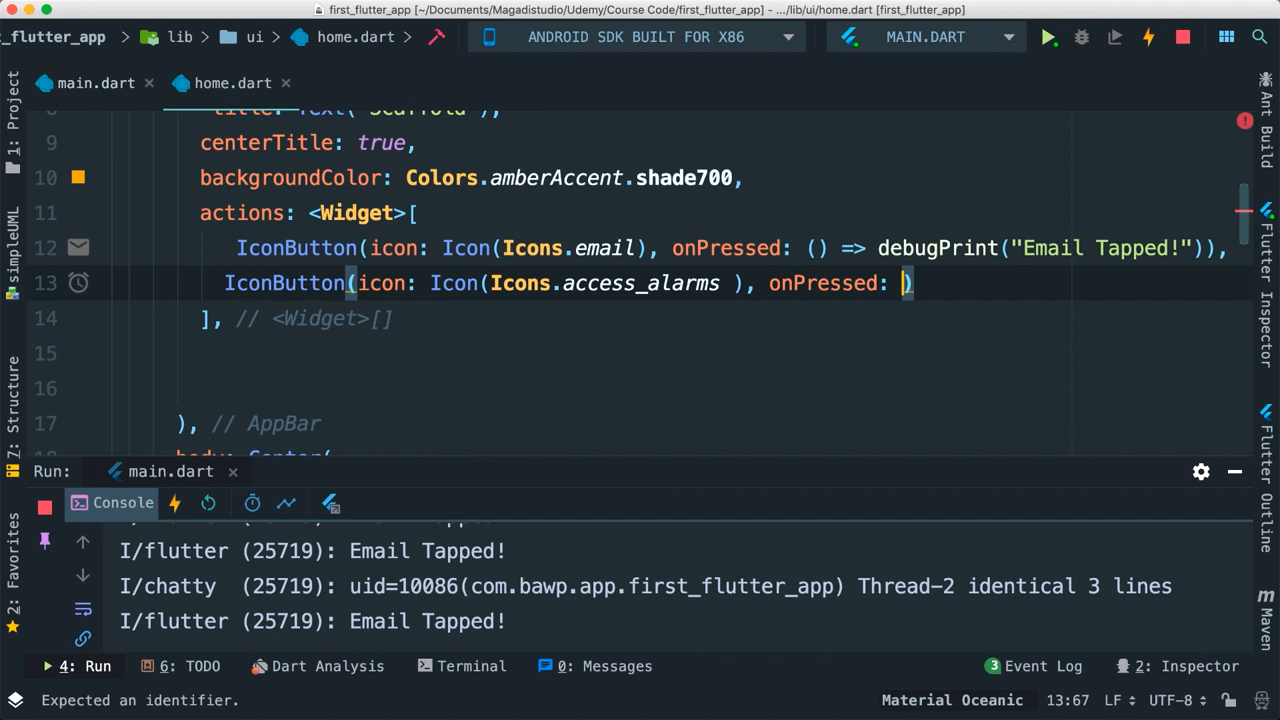 first_flutter_app [~/Documents/Magadistudio/Udemy/Course Code/first_flutter_app] - .../lib/ui/home.dart [first_flutter_app]
t_flutter_app > lib > ui > home.dart >
ANDROID SDK BUILT FOR X86
MAIN.DART
main.dart
home.dart
9 centerTitle: true,
10 backgroundColor: Colors.amberAccent.shade700,
11 actions: <Widget>[
12 IconButton(icon: Icon(Icons.email), onPressed: () => debugPrint("Email Tapped!")),
13 IconButton(icon: Icon(Icons.access_alarms ), onPressed: )
14 ], // <Widget>[]
15
16
17 ), // AppBar
body: Center(
1: Project
simpleUML
Z: Structure
2: Favorites
Ant Build
Flutter Inspector
Flutter Outline
Maven
Run: main.dart
Console
I/flutter (25719): Email Tapped!
I/chatty (25719): uid=10086(com.bawp.app.first_flutter_app) Thread-2 identical 3 lines
I/flutter (25719): Email Tapped!
4: Run
6: TODO
Dart Analysis
Terminal
0: Messages
3 Event Log
2: Inspector
Expected an identifier.
Material Oceanic
13:67
LF
UTF-8